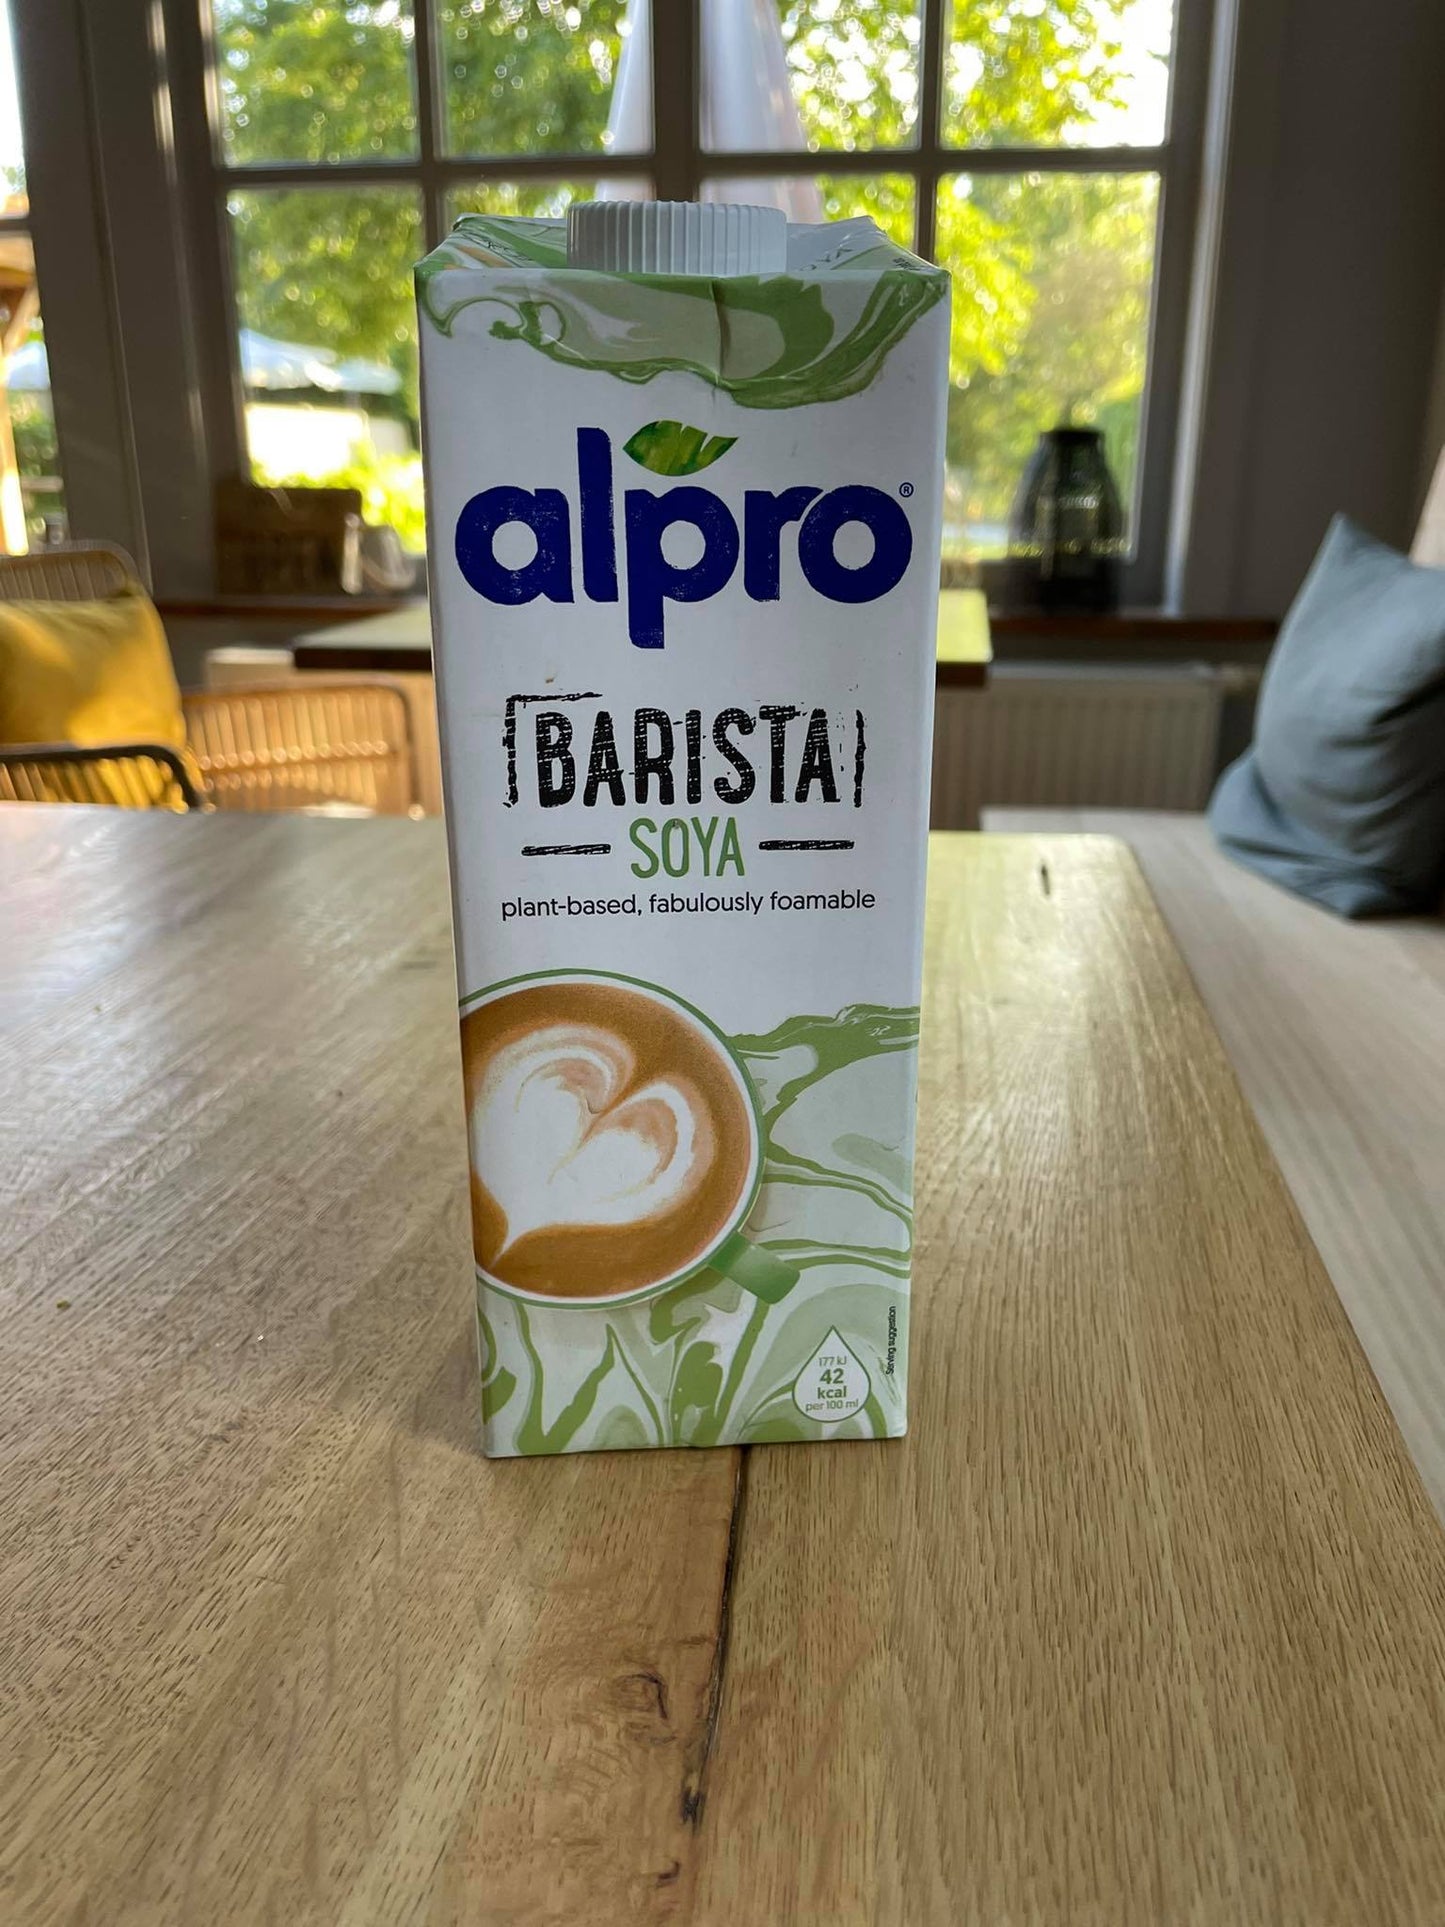 alpro®
BARISTA
SOYA
plant-based, fabulously foamable
177 kJ
42
kcal
per 100 ml
Serving suggestion